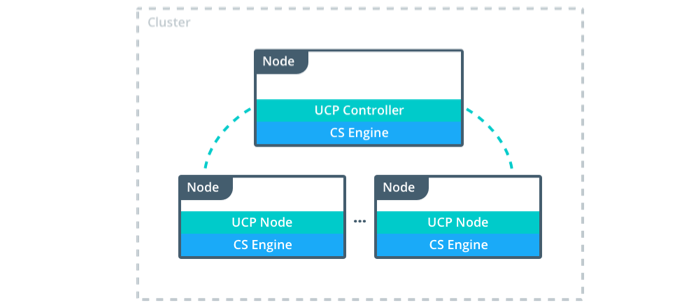 Cluster
Node
UCP Controller
CS Engine
Node
UCP Node
CS Engine
...
Node
UCP Node
CS Engine